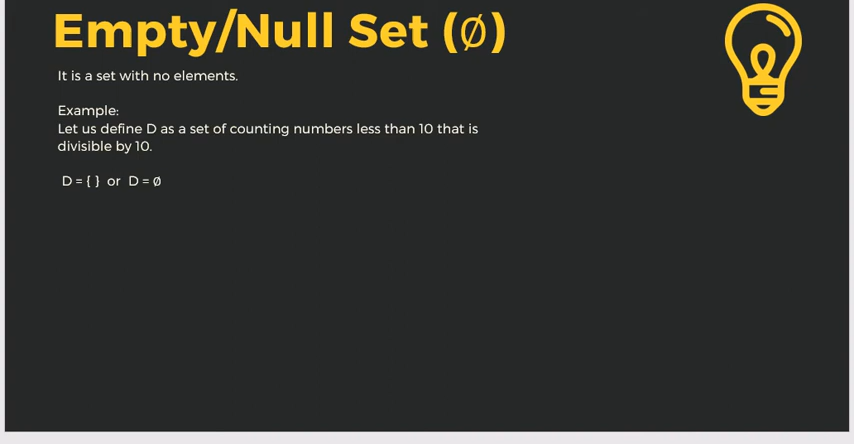 Empty/Null Set (∅)
It is a set with no elements.
Example:
Let us define D as a set of counting numbers less than 10 that is
divisible by 10.
D = { } or D = ∅